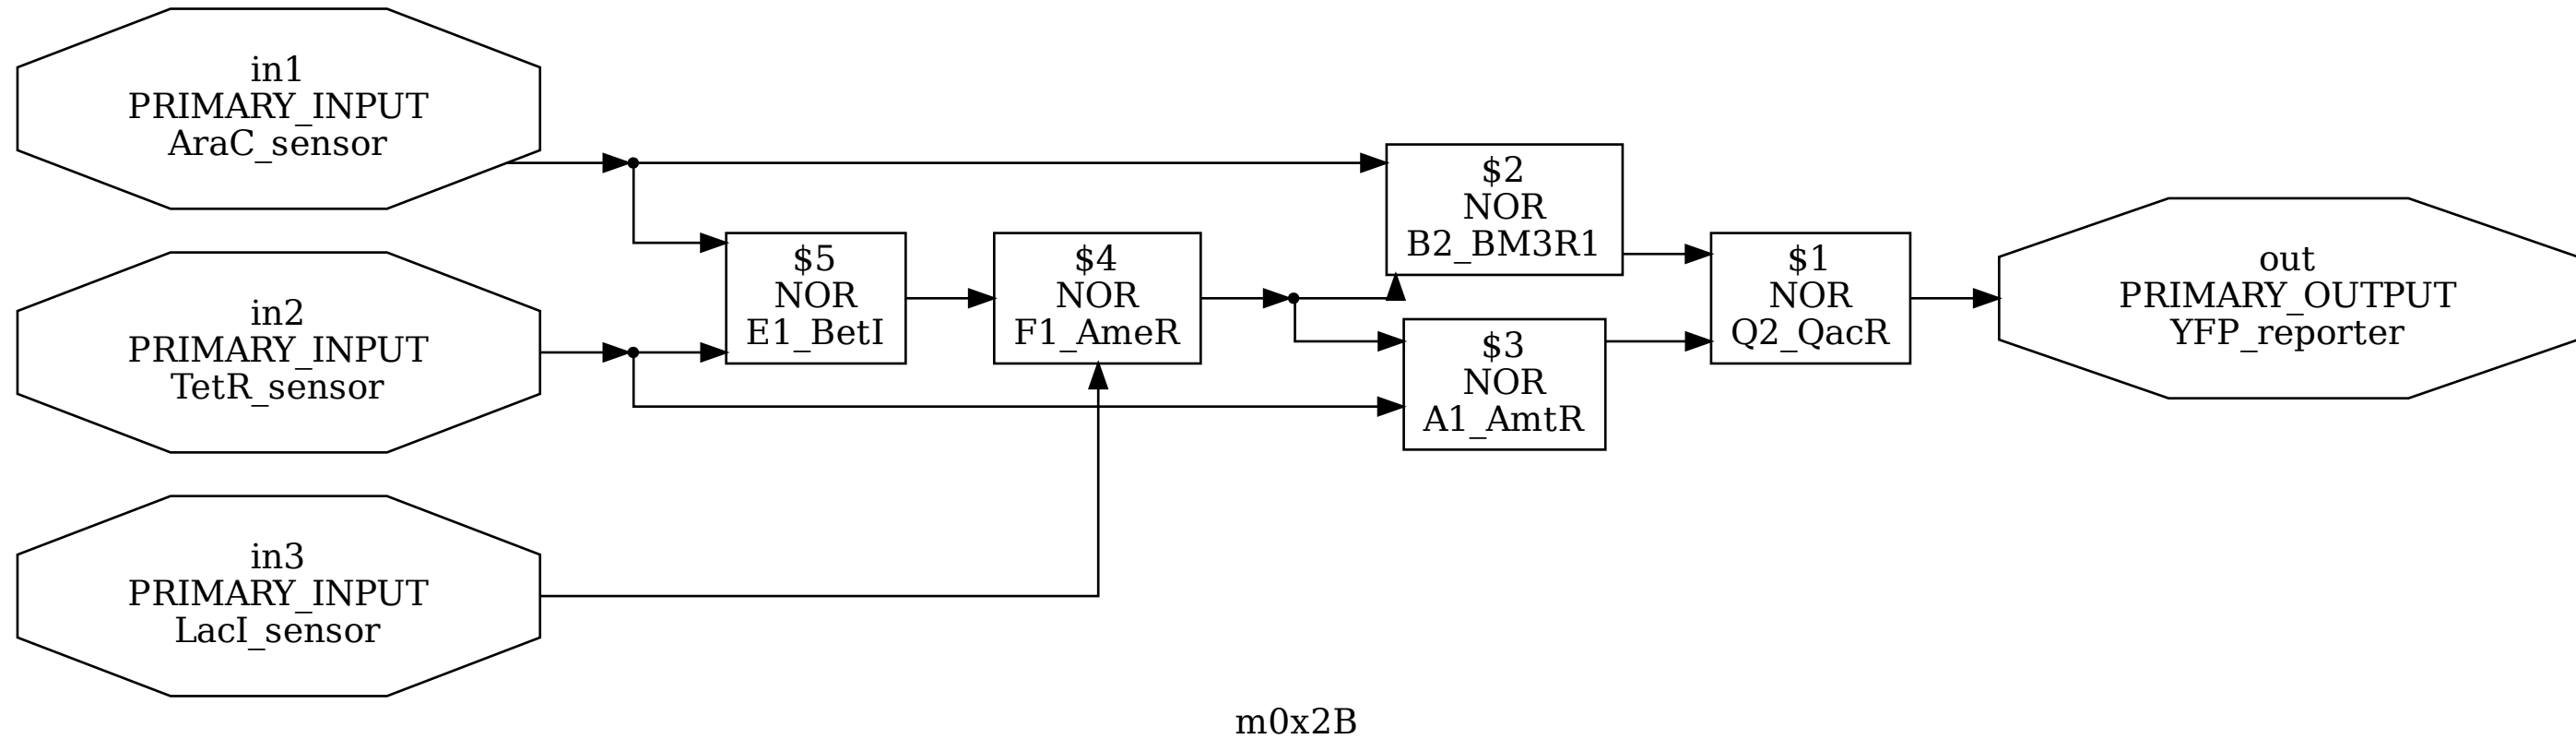 in1
PRIMARY_INPUT
AraC_sensor
in2
PRIMARY_INPUT
TetR_sensor
in3
PRIMARY_INPUT
LacI_sensor
$5
NOR
E1_BetI
$4
NOR
F1_AmeR
$2
NOR
B2_BM3R1
$3
NOR
A1_AmtR
$1
NOR
Q2_QacR
out
PRIMARY_OUTPUT
YFP_reporter
m0x2B